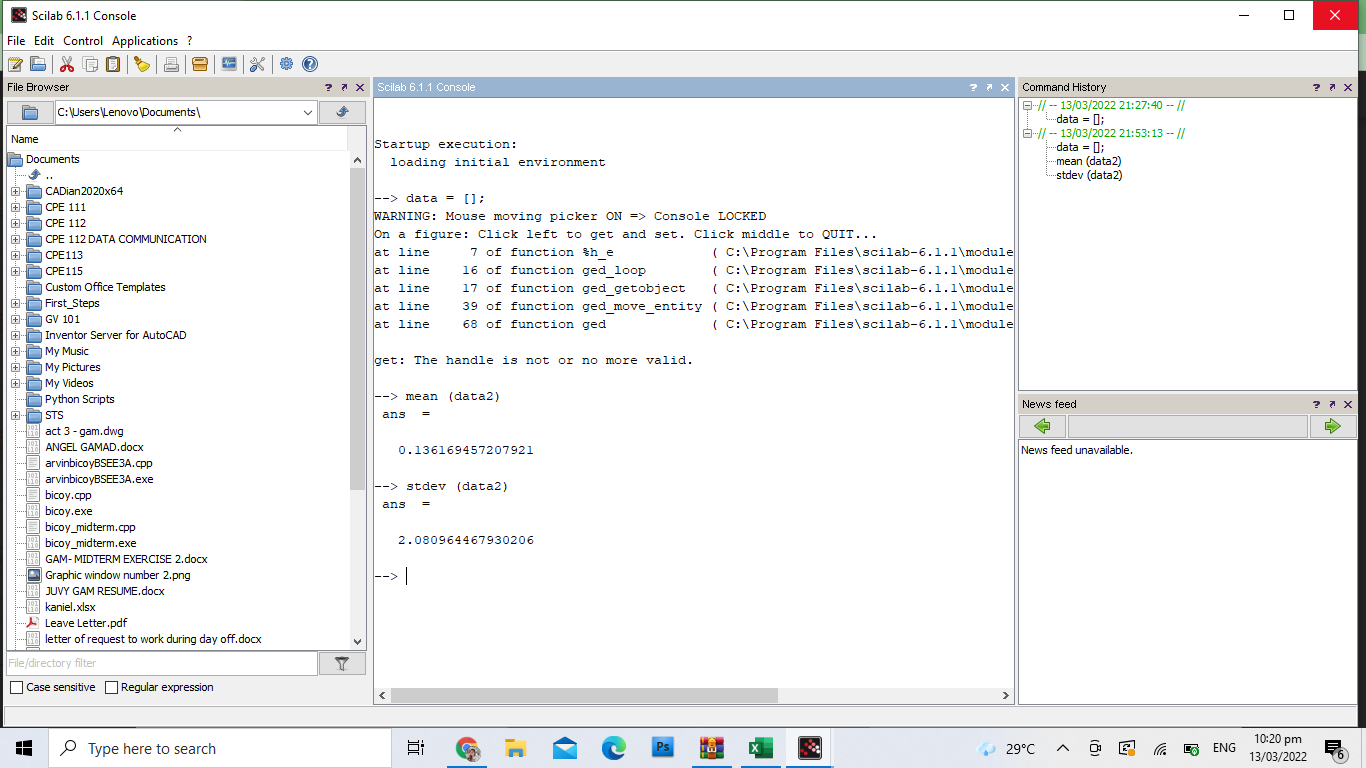 Scilab 6.1.1 Console
File Edit Control Applications ?
File Browser ? ↗ ✕
C:\Users\Lenovo\Documents\
Name
Documents
..
CADian2020x64
CPE 111
CPE 112
CPE 112 DATA COMMUNICATION
CPE113
CPE115
Custom Office Templates
First_Steps
GV 101
Inventor Server for AutoCAD
My Music
My Pictures
My Videos
Python Scripts
STS
act 3 - gam.dwg
ANGEL GAMAD.docx
arvinbicoyBSEE3A.cpp
arvinbicoyBSEE3A.exe
bicoy.cpp
bicoy.exe
bicoy_midterm.cpp
bicoy_midterm.exe
GAM- MIDTERM EXERCISE 2.docx
Graphic window number 2.png
JUVY GAM RESUME.docx
kaniel.xlsx
Leave Letter.pdf
letter of request to work during day off.docx
File/directory filter
Case sensitive Regular expression
Scilab 6.1.1 Console ? ↗ ✕
Startup execution:
loading initial environment
--> data = [];
WARNING: Mouse moving picker ON => Console LOCKED
On a figure: Click left to get and set. Click middle to QUIT...
at line 7 of function %h_e ( C:\Program Files\scilab-6.1.1\module
at line 16 of function ged_loop ( C:\Program Files\scilab-6.1.1\module
at line 17 of function ged_getobject ( C:\Program Files\scilab-6.1.1\module
at line 39 of function ged_move_entity ( C:\Program Files\scilab-6.1.1\module
at line 68 of function ged ( C:\Program Files\scilab-6.1.1\module
get: The handle is not or no more valid.
--> mean (data2)
ans =
0.136169457207921
--> stdev (data2)
ans =
2.080964467930206
-->
Command History ? ↗ ✕
// -- 13/03/2022 21:27:40 -- //
data = [];
// -- 13/03/2022 21:53:13 -- //
data = [];
mean (data2)
stdev (data2)
News feed ? ↗ ✕
News feed unavailable.
Type here to search
Ps
29°C
ENG
10:20 pm
13/03/2022
6